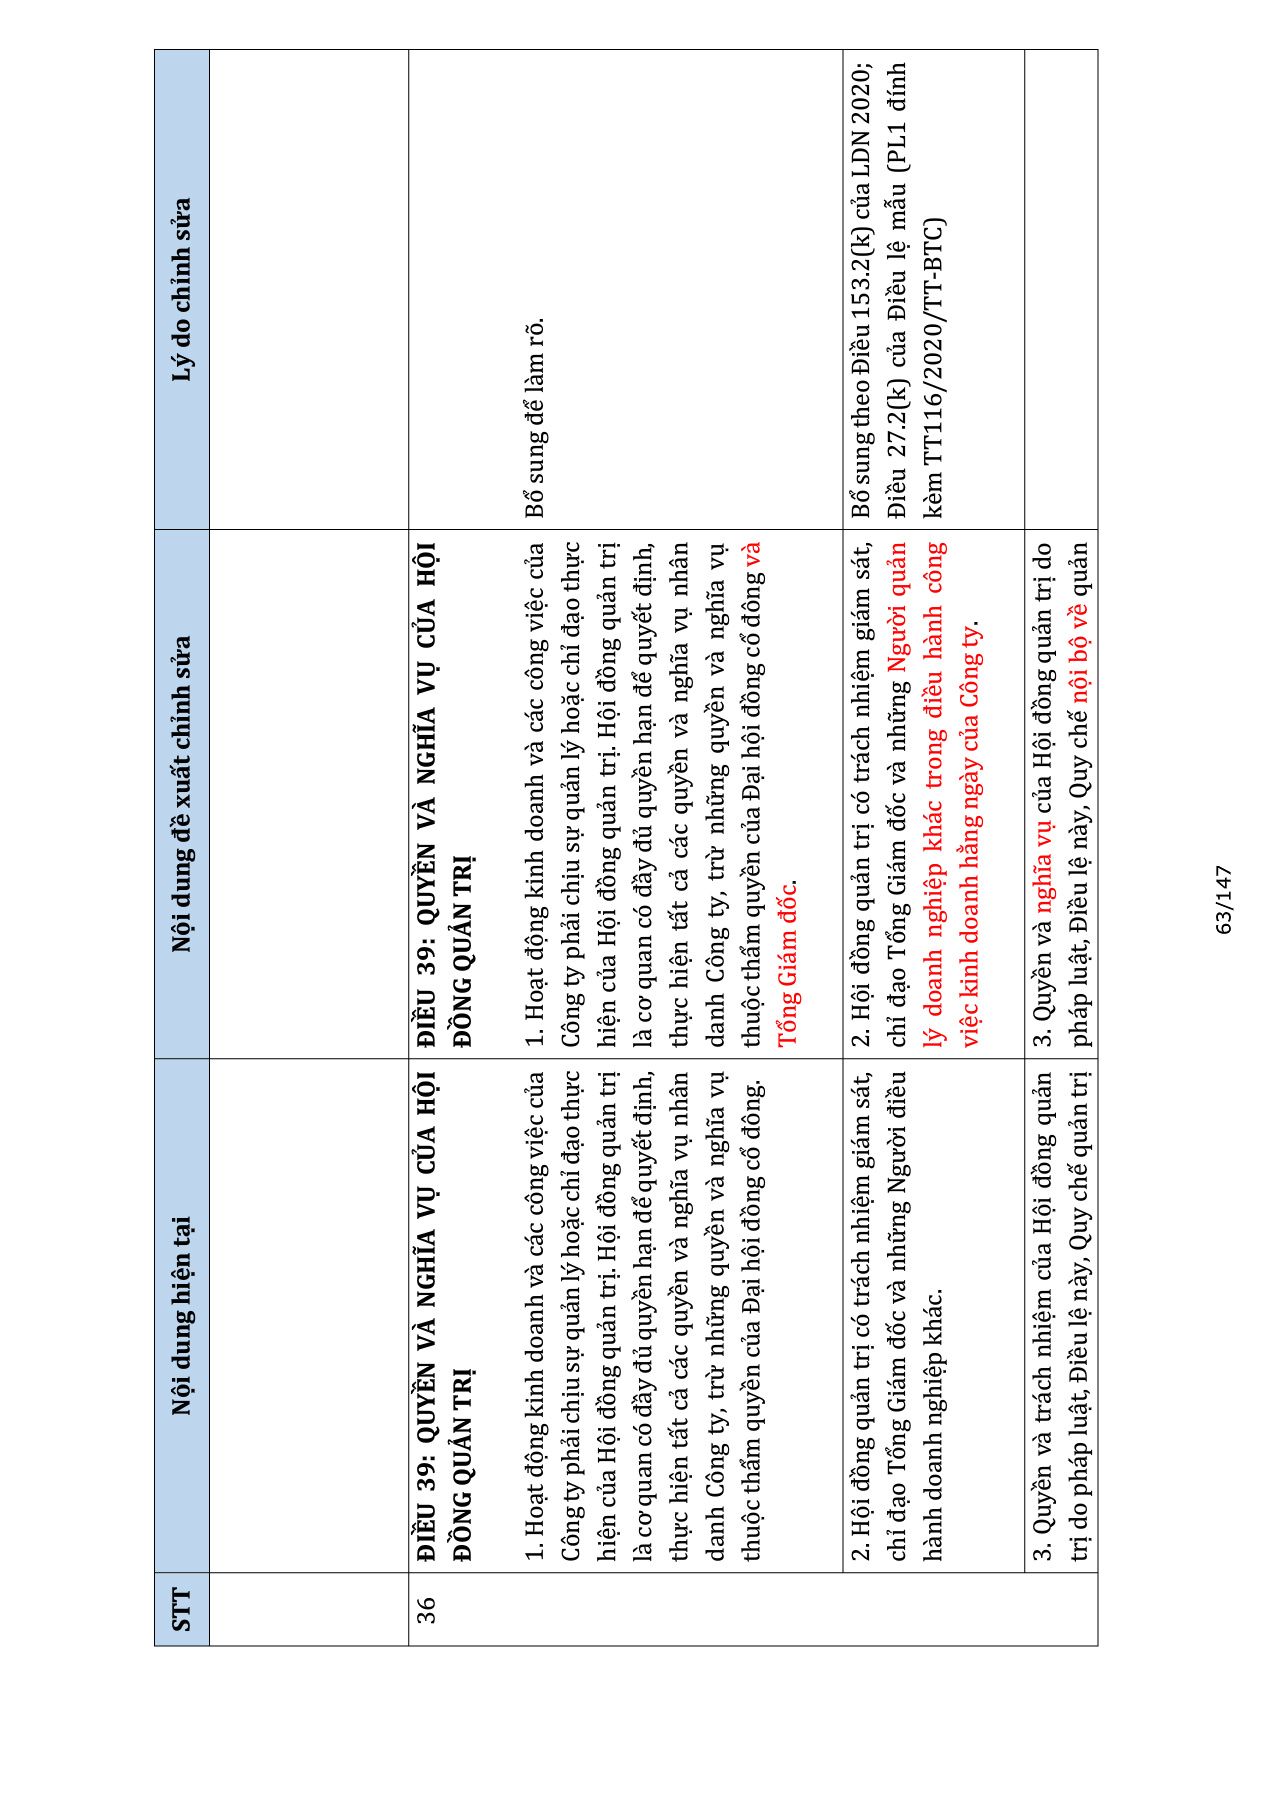 STT
Nội dung hiện tại
Nội dung đề xuất chỉnh sửa
Lý do chỉnh sửa
36
ĐIỀU 39: QUYỀN VÀ NGHĨA VỤ CỦA HỘI
ĐỒNG QUẢN TRỊ
1. Hoạt động kinh doanh và các công việc của
Công ty phải chịu sự quản lý hoặc chỉ đạo thực
hiện của Hội đồng quản trị. Hội đồng quản trị
là cơ quan có đầy đủ quyền hạn để quyết định,
thực hiện tất cả các quyền và nghĩa vụ nhân
danh Công ty, trừ những quyền và nghĩa vụ
thuộc thẩm quyền của Đại hội đồng cổ đông.
ĐIỀU 39: QUYỀN VÀ NGHĨA VỤ CỦA HỘI
ĐỒNG QUẢN TRỊ
1. Hoạt động kinh doanh và các công việc của
Công ty phải chịu sự quản lý hoặc chỉ đạo thực
hiện của Hội đồng quản trị. Hội đồng quản trị
là cơ quan có đầy đủ quyền hạn để quyết định,
thực hiện tất cả các quyền và nghĩa vụ nhân
danh Công ty, trừ những quyền và nghĩa vụ
thuộc thẩm quyền của Đại hội đồng cổ đông và
Tổng Giám đốc.
Bổ sung để làm rõ.
2. Hội đồng quản trị có trách nhiệm giám sát,
chỉ đạo Tổng Giám đốc và những Người điều
hành doanh nghiệp khác.
2. Hội đồng quản trị có trách nhiệm giám sát,
chỉ đạo Tổng Giám đốc và những Người quản
lý doanh nghiệp khác trong điều hành công
việc kinh doanh hằng ngày của Công ty.
Bổ sung theo Điều 153.2(k) của LDN 2020;
Điều 27.2(k) của Điều lệ mẫu (PL1 đính
kèm TT116/2020/TT-BTC)
3. Quyền và trách nhiệm của Hội đồng quản
trị do pháp luật, Điều lệ này, Quy chế quản trị
3. Quyền và nghĩa vụ của Hội đồng quản trị do
pháp luật, Điều lệ này, Quy chế nội bộ về quản
63/147